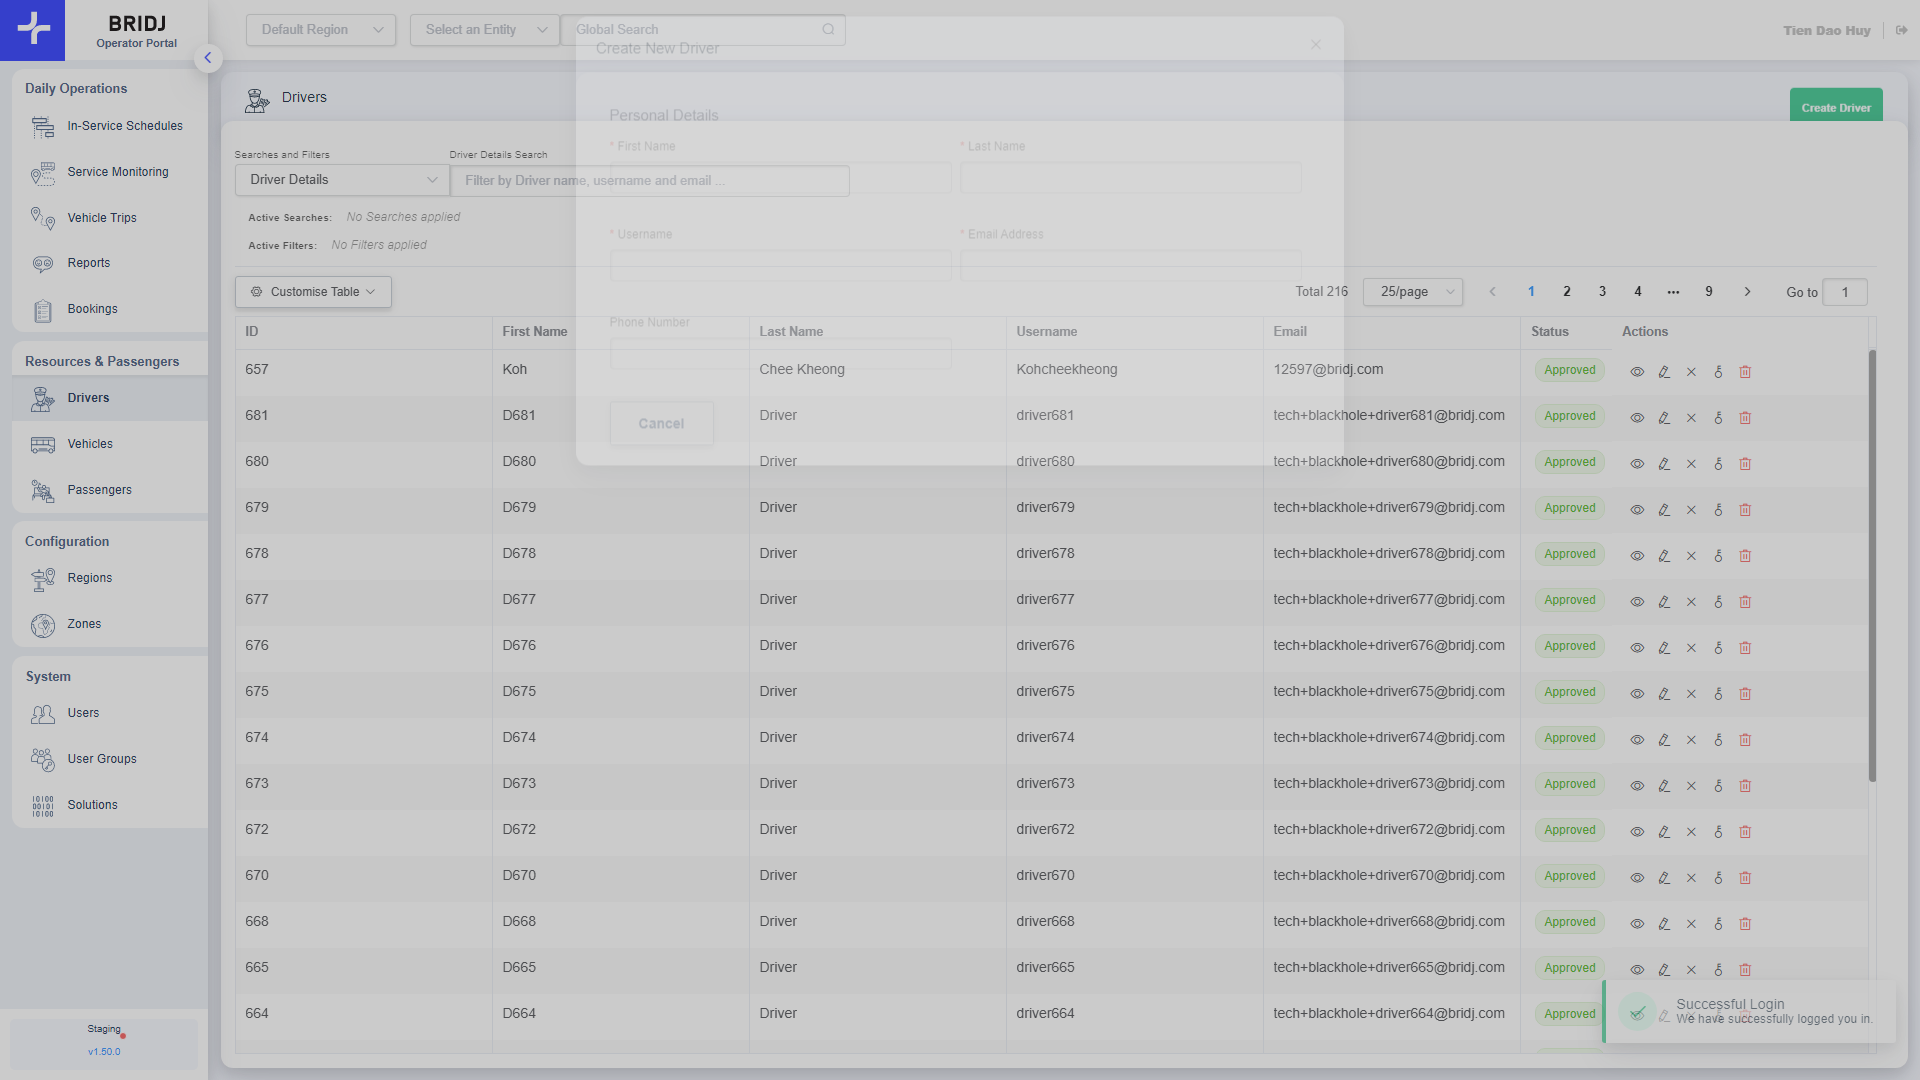 BRIDJ
Operator Portal
Default Region
Select an Entity
Global Search
Tien Dao Huy
Create New Driver
Daily Operations
In-Service Schedules
Service Monitoring
Vehicle Trips
Reports
Bookings
Resources & Passengers
Drivers
Vehicles
Passengers
Configuration
Regions
Zones
System
Users
User Groups
Solutions
Staging
v1.50.0
Drivers
Create Driver
Personal Details
* First Name
* Last Name
* Username
* Email Address
Phone Number
Cancel
Searches and Filters
Driver Details Search
Driver Details
Filter by Driver name, username and email ...
Active Searches: No Searches applied
Active Filters: No Filters applied
Customise Table
Total 216
25/page
1 2 3 4 ••• 9
Go to 1
ID First Name Last Name Username Email Status Actions
657 Koh Chee Kheong Kohcheekheong 12597@bridj.com Approved
681 D681 Driver driver681 tech+blackhole+driver681@bridj.com Approved
680 D680 Driver driver680 tech+blackhole+driver680@bridj.com Approved
679 D679 Driver driver679 tech+blackhole+driver679@bridj.com Approved
678 D678 Driver driver678 tech+blackhole+driver678@bridj.com Approved
677 D677 Driver driver677 tech+blackhole+driver677@bridj.com Approved
676 D676 Driver driver676 tech+blackhole+driver676@bridj.com Approved
675 D675 Driver driver675 tech+blackhole+driver675@bridj.com Approved
674 D674 Driver driver674 tech+blackhole+driver674@bridj.com Approved
673 D673 Driver driver673 tech+blackhole+driver673@bridj.com Approved
672 D672 Driver driver672 tech+blackhole+driver672@bridj.com Approved
670 D670 Driver driver670 tech+blackhole+driver670@bridj.com Approved
668 D668 Driver driver668 tech+blackhole+driver668@bridj.com Approved
665 D665 Driver driver665 tech+blackhole+driver665@bridj.com Approved
664 D664 Driver driver664 tech+blackhole+driver664@bridj.com Approved
Successful Login
We have successfully logged you in.